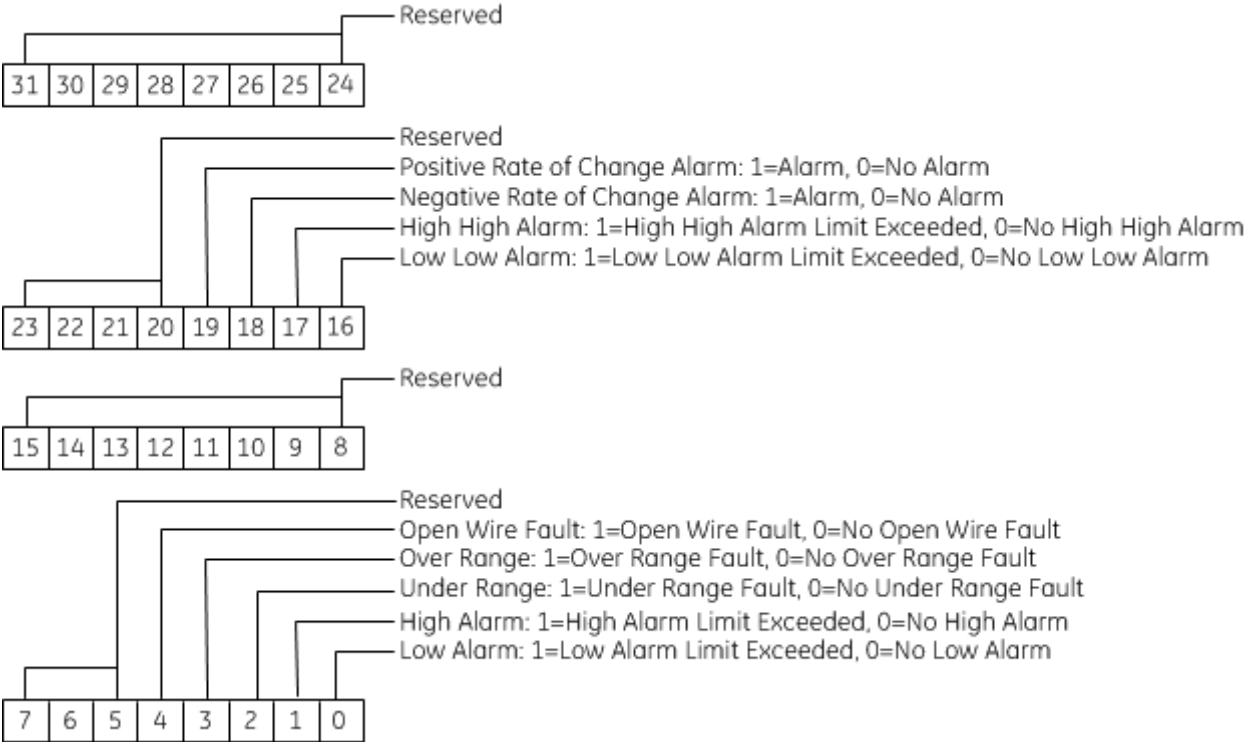 Reserved
31 30 29 28 27 26 25 24
Reserved
Positive Rate of Change Alarm: 1=Alarm, 0=No Alarm
Negative Rate of Change Alarm: 1=Alarm, 0=No Alarm
High High Alarm: 1=High High Alarm Limit Exceeded, 0=No High High Alarm
Low Low Alarm: 1=Low Low Alarm Limit Exceeded, 0=No Low Low Alarm
23 22 21 20 19 18 17 16
Reserved
15 14 13 12 11 10 9 8
Reserved
Open Wire Fault: 1=Open Wire Fault, 0=No Open Wire Fault
Over Range: 1=Over Range Fault, 0=No Over Range Fault
Under Range: 1=Under Range Fault, 0=No Under Range Fault
High Alarm: 1=High Alarm Limit Exceeded, 0=No High Alarm
Low Alarm: 1=Low Alarm Limit Exceeded, 0=No Low Alarm
7 6 5 4 3 2 1 0